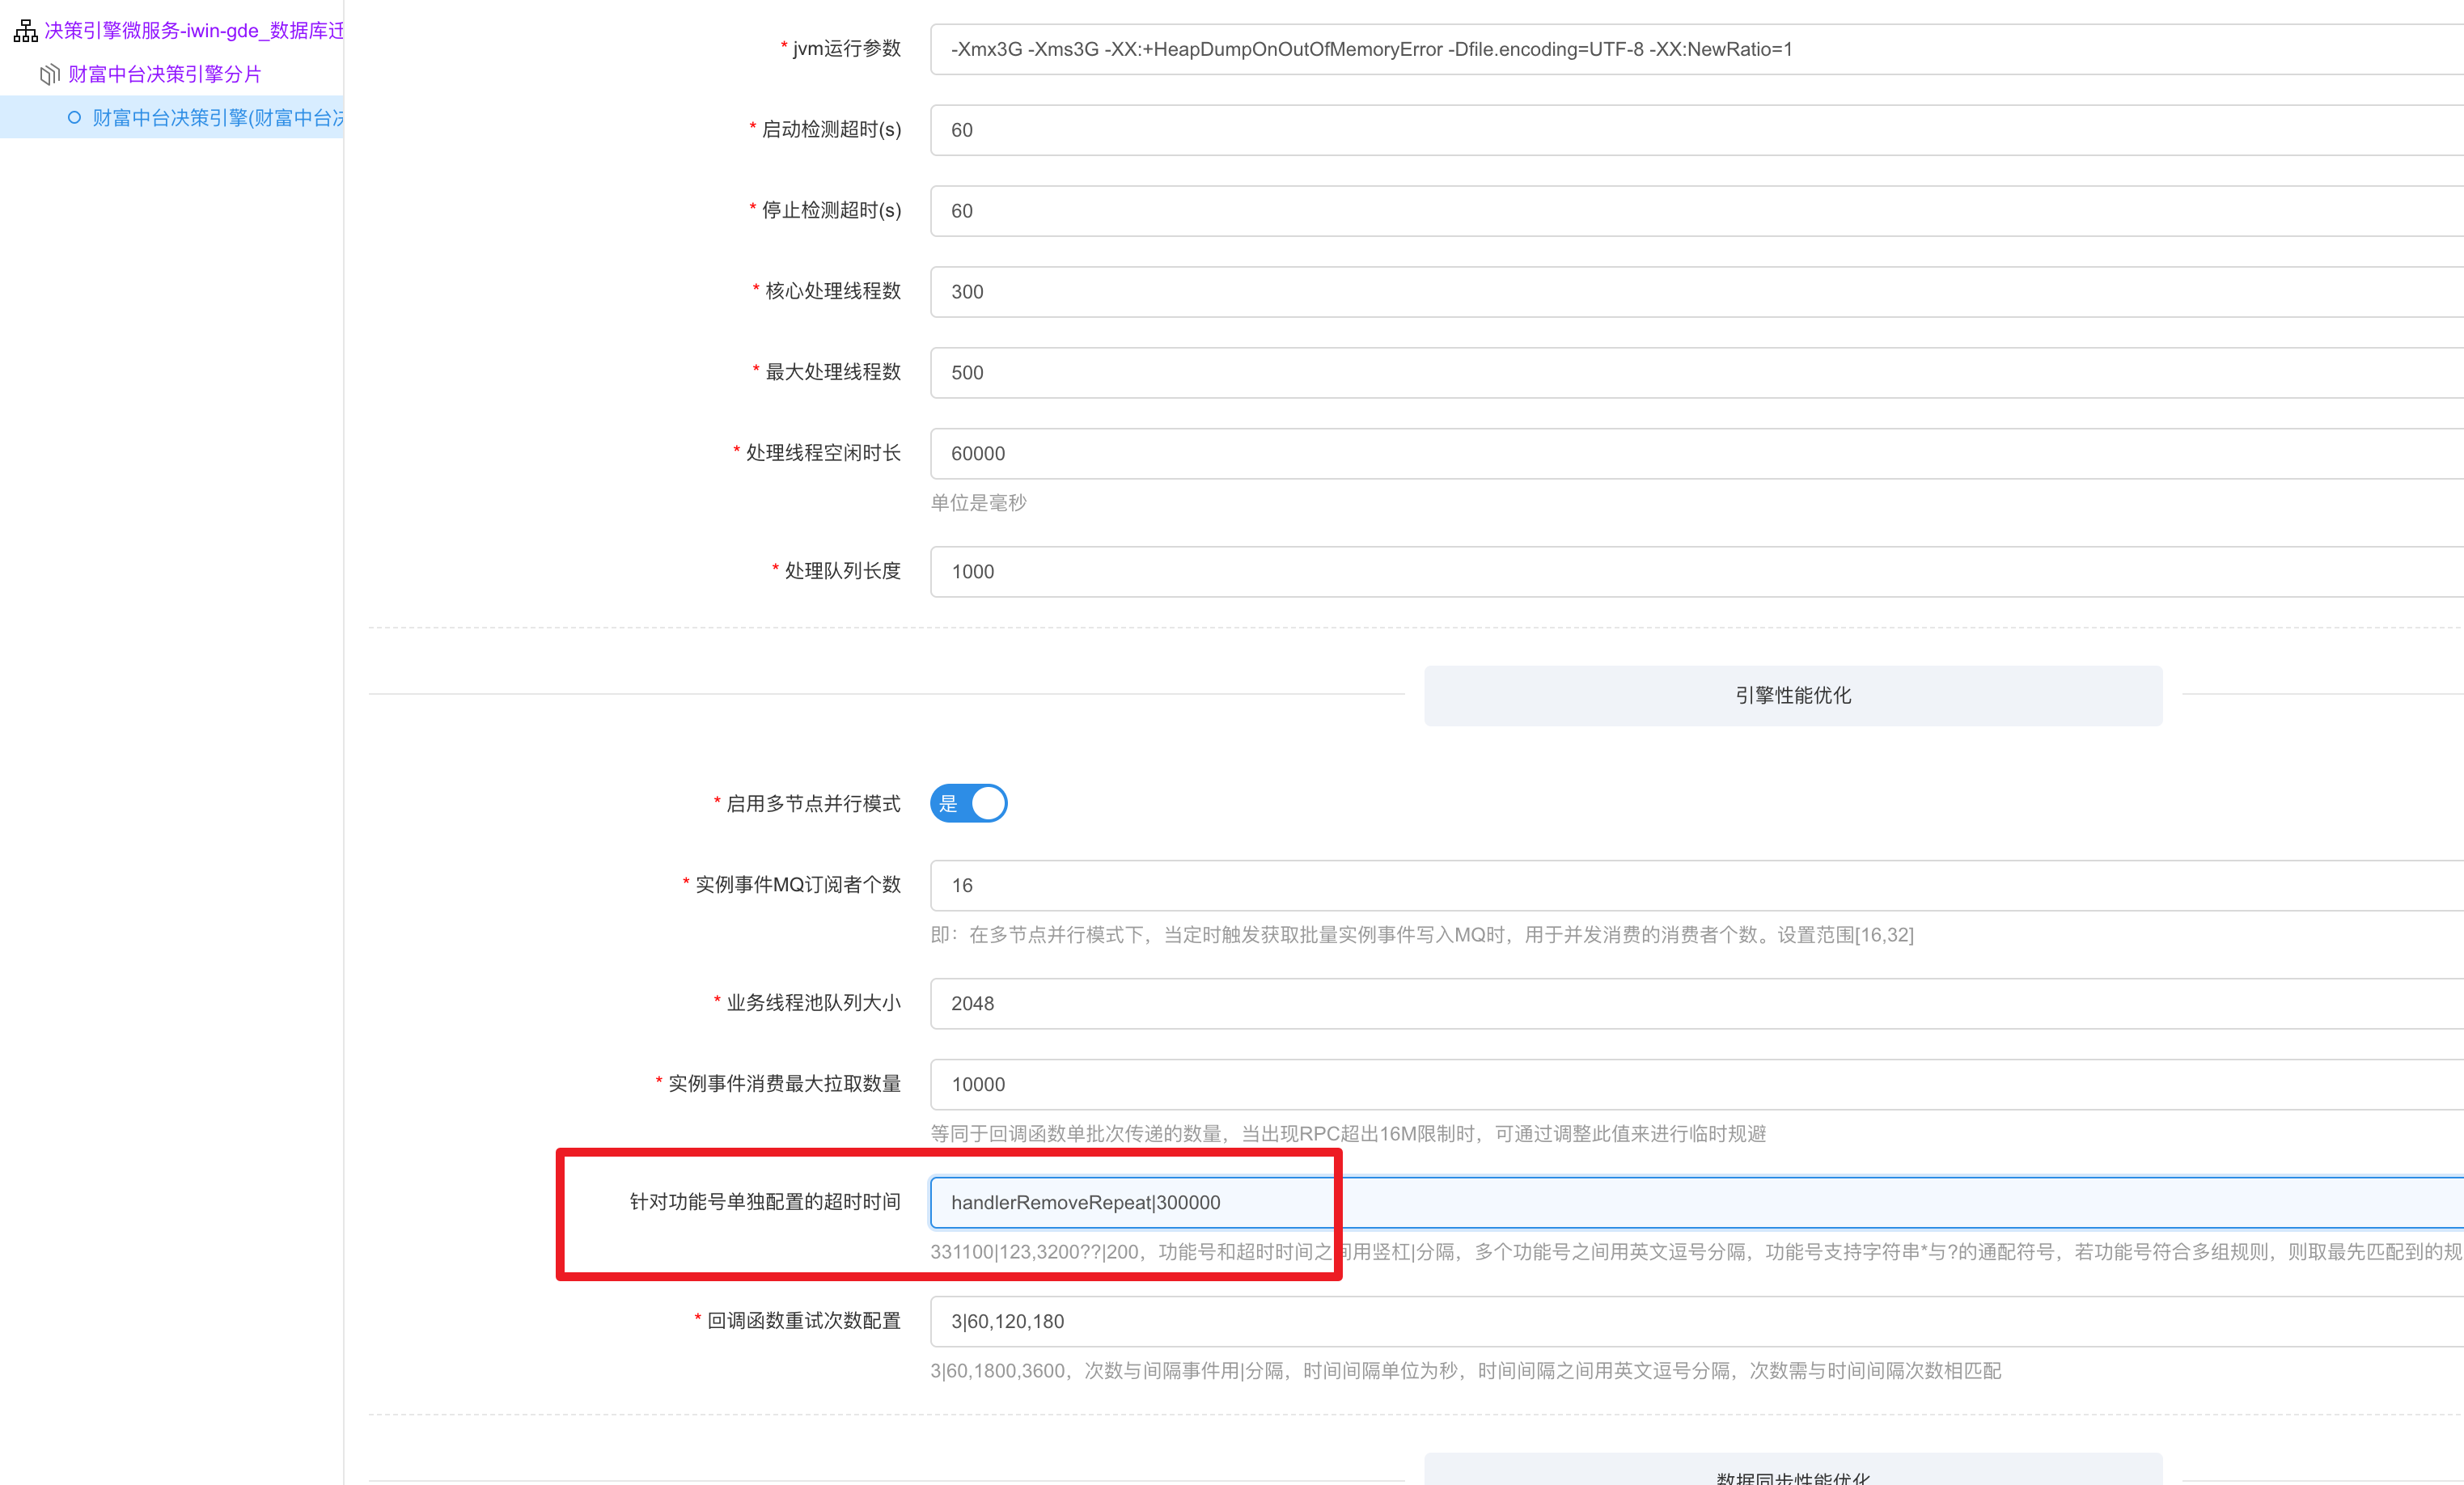 决策引擎微服务-iwin-gde_数据库迁
财富中台决策引擎分片
财富中台决策引擎(财富中台决
* jvm运行参数
-Xmx3G -Xms3G -XX:+HeapDumpOnOutOfMemoryError -Dfile.encoding=UTF-8 -XX:NewRatio=1
* 启动检测超时(s)
60
* 停止检测超时(s)
60
* 核心处理线程数
300
* 最大处理线程数
500
* 处理线程空闲时长
60000
单位是毫秒
* 处理队列长度
1000
引擎性能优化
* 启用多节点并行模式
是
* 实例事件MQ订阅者个数
16
即：在多节点并行模式下，当定时触发获取批量实例事件写入MQ时，用于并发消费的消费者个数。设置范围[16,32]
* 业务线程池队列大小
2048
* 实例事件消费最大拉取数量
10000
等同于回调函数单批次传递的数量，当出现RPC超出16M限制时，可通过调整此值来进行临时规避
针对功能号单独配置的超时时间
handlerRemoveRepeat|300000
331100|123,3200??|200，功能号和超时时间之间用竖杠|分隔，多个功能号之间用英文逗号分隔，功能号支持字符串*与?的通配符号，若功能号符合多组规则，则取最先匹配到的规
* 回调函数重试次数配置
3|60,120,180
3|60,1800,3600，次数与间隔事件用|分隔，时间间隔单位为秒，时间间隔之间用英文逗号分隔，次数需与时间间隔次数相匹配
数据同步性能优化